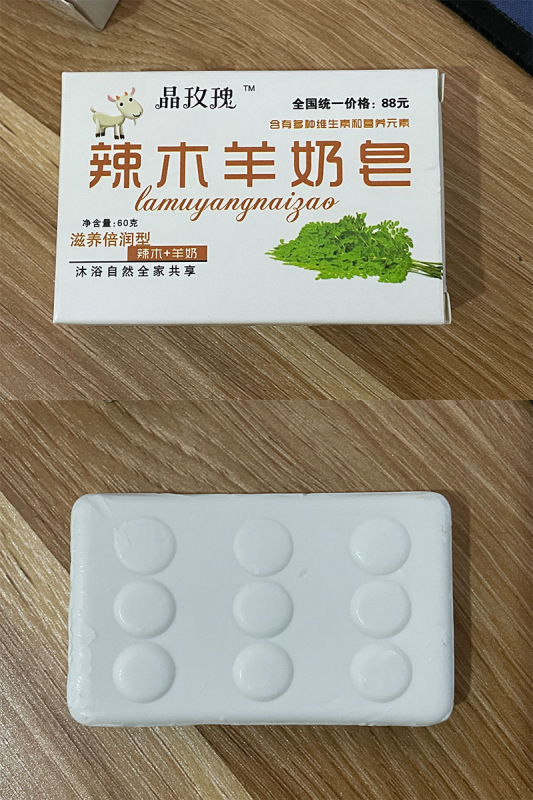 晶玫瑰 TM
全国统一价格：88元
含有多种维生素和营养元素
辣木羊奶皂
lamuyangnaizao
净含量：60克
滋养倍润型
辣木+羊奶
沐浴自然全家共享